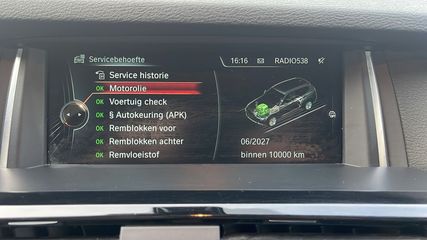 Servicebehoefte
16:16 RADIO538
Service historie
OK Motorolie
OK Voertuig check
OK § Autokeuring (APK)
OK Remblokken voor
OK Remblokken achter
OK Remvloeistof
06/2027
binnen 10000 km